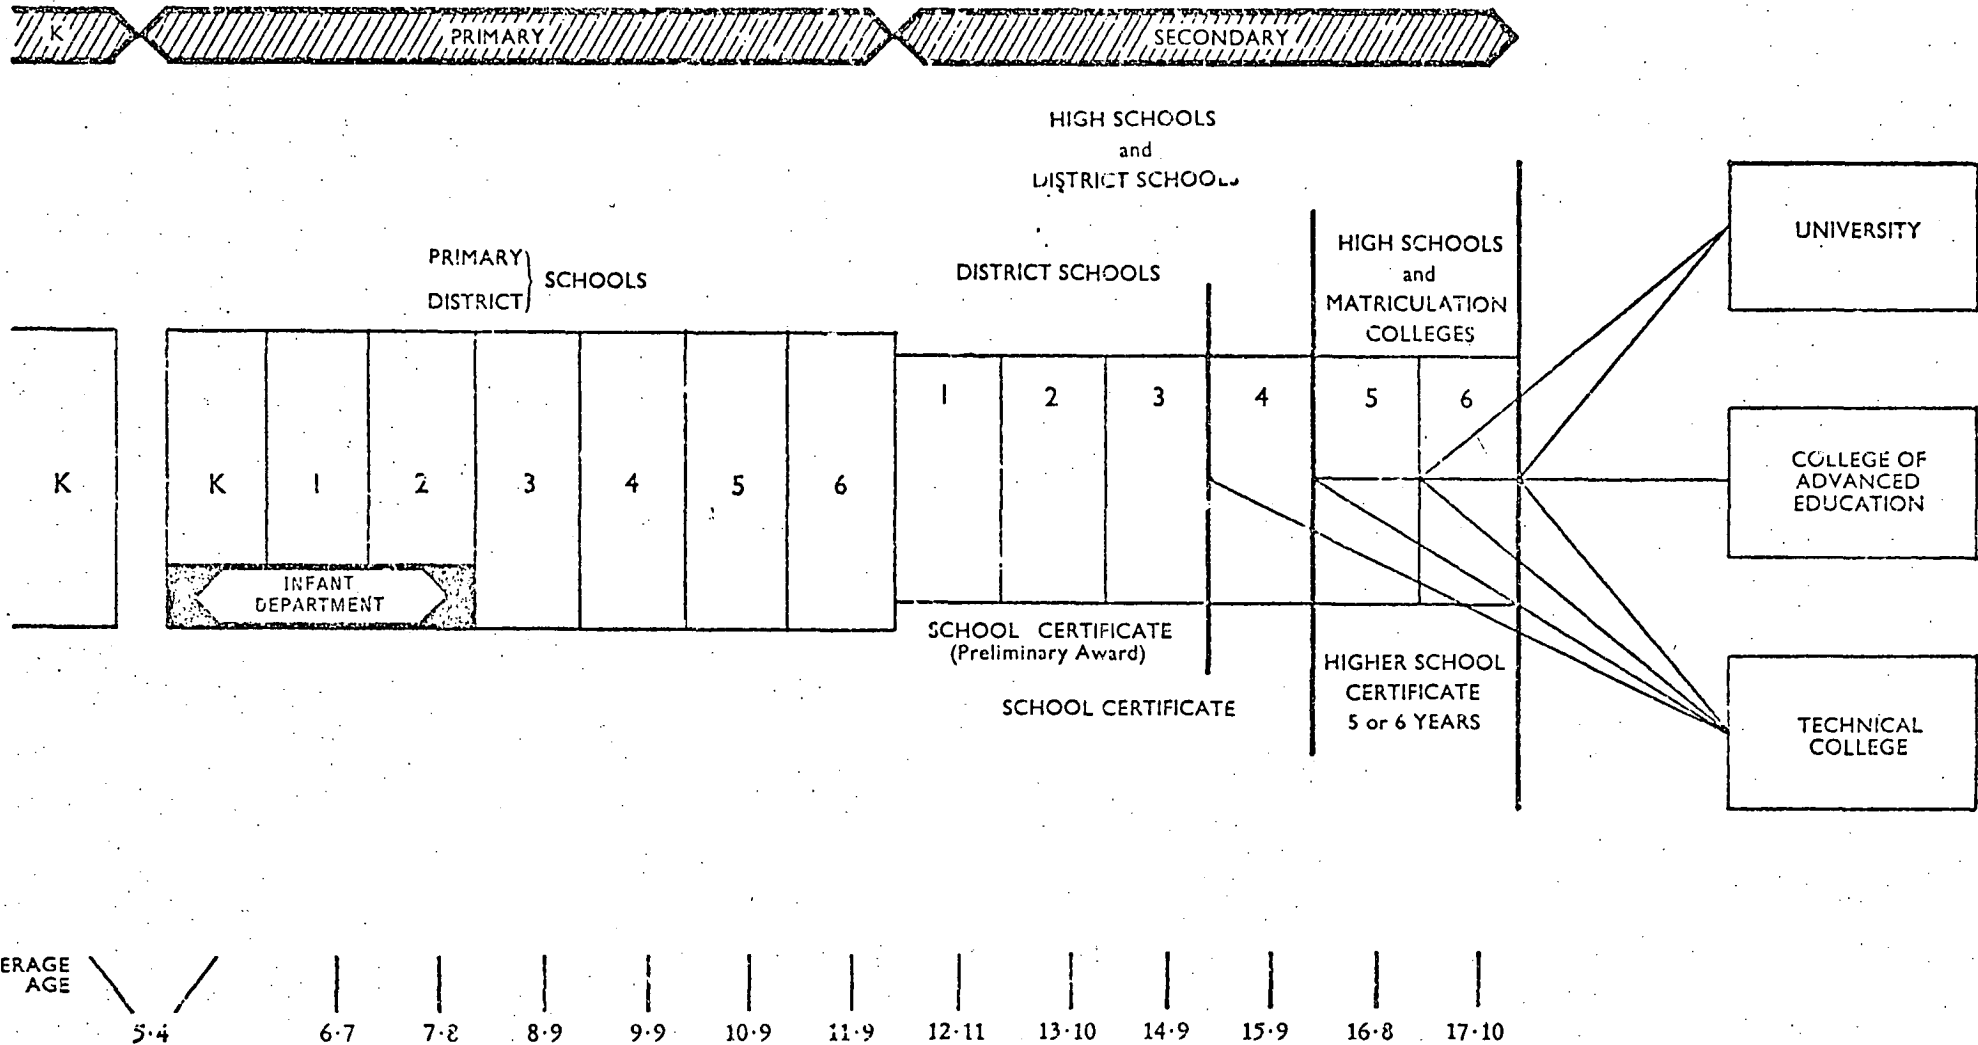 K PRIMARY SECONDARY
HIGH SCHOOLS
and
DISTRICT SCHOOLS
PRIMARY
DISTRICT
SCHOOLS
DISTRICT SCHOOLS
HIGH SCHOOLS
and
MATRICULATION
COLLEGES
UNIVERSITY
1 2 3 4 5 6
K K 1 2 3 4 5 6
COLLEGE OF
ADVANCED
EDUCATION
INFANT
DEPARTMENT
SCHOOL CERTIFICATE
(Preliminary Award)
SCHOOL CERTIFICATE
HIGHER SCHOOL
CERTIFICATE
5 or 6 YEARS
TECHNICAL
COLLEGE
ERAGE
AGE
5·4 6·7 7·8 8·9 9·9 10·9 11·9 12·11 13·10 14·9 15·9 16·8 17·10